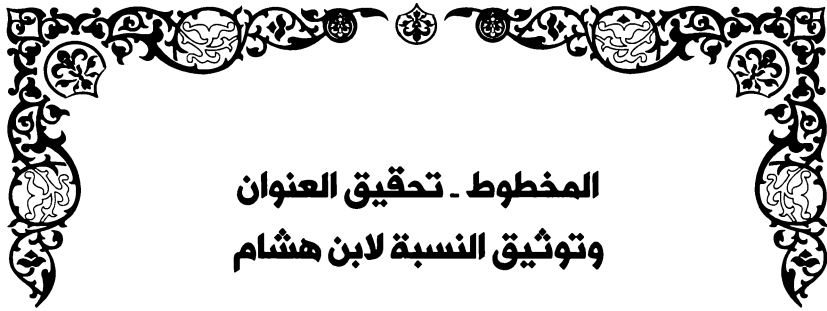 المخطوط - تحقيق العنوان
وتوثيق النسبة لابن هشام